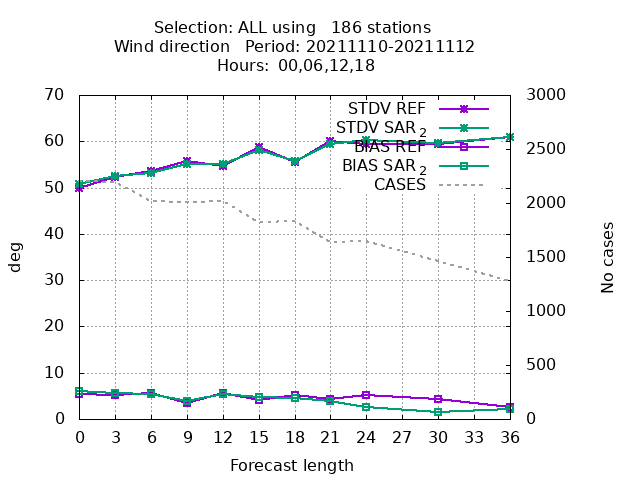 Selection: ALL using   186 stations
Wind direction   Period: 20211110-20211112
Hours:  00,06,12,18
70
60
50
40
30
20
10
0
deg
3000
2500
2000
1500
1000
500
0
No cases
STDV REF
STDV SAR 2
BIAS REF
BIAS SAR 2
CASES
0 3 6 9 12 15 18 21 24 27 30 33 36
Forecast length